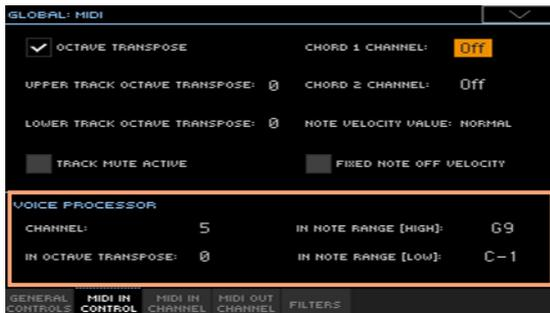 GLOBAL: MIDI
OCTAVE TRANSPOSE CHORD 1 CHANNEL: Off
UPPER TRACK OCTAVE TRANSPOSE: 0 CHORD 2 CHANNEL: Off
LOWER TRACK OCTAVE TRANSPOSE: 0 NOTE VELOCITY VALUE: NORMAL
TRACK MUTE ACTIVE FIXED NOTE OFF VELOCITY
VOICE PROCESSOR
CHANNEL: 5 IN NOTE RANGE [HIGH]: G9
IN OCTAVE TRANSPOSE: 0 IN NOTE RANGE [LOW]: C-1
GENERAL CONTROLS MIDI IN CONTROL MIDI IN CHANNEL MIDI OUT CHANNEL FILTERS